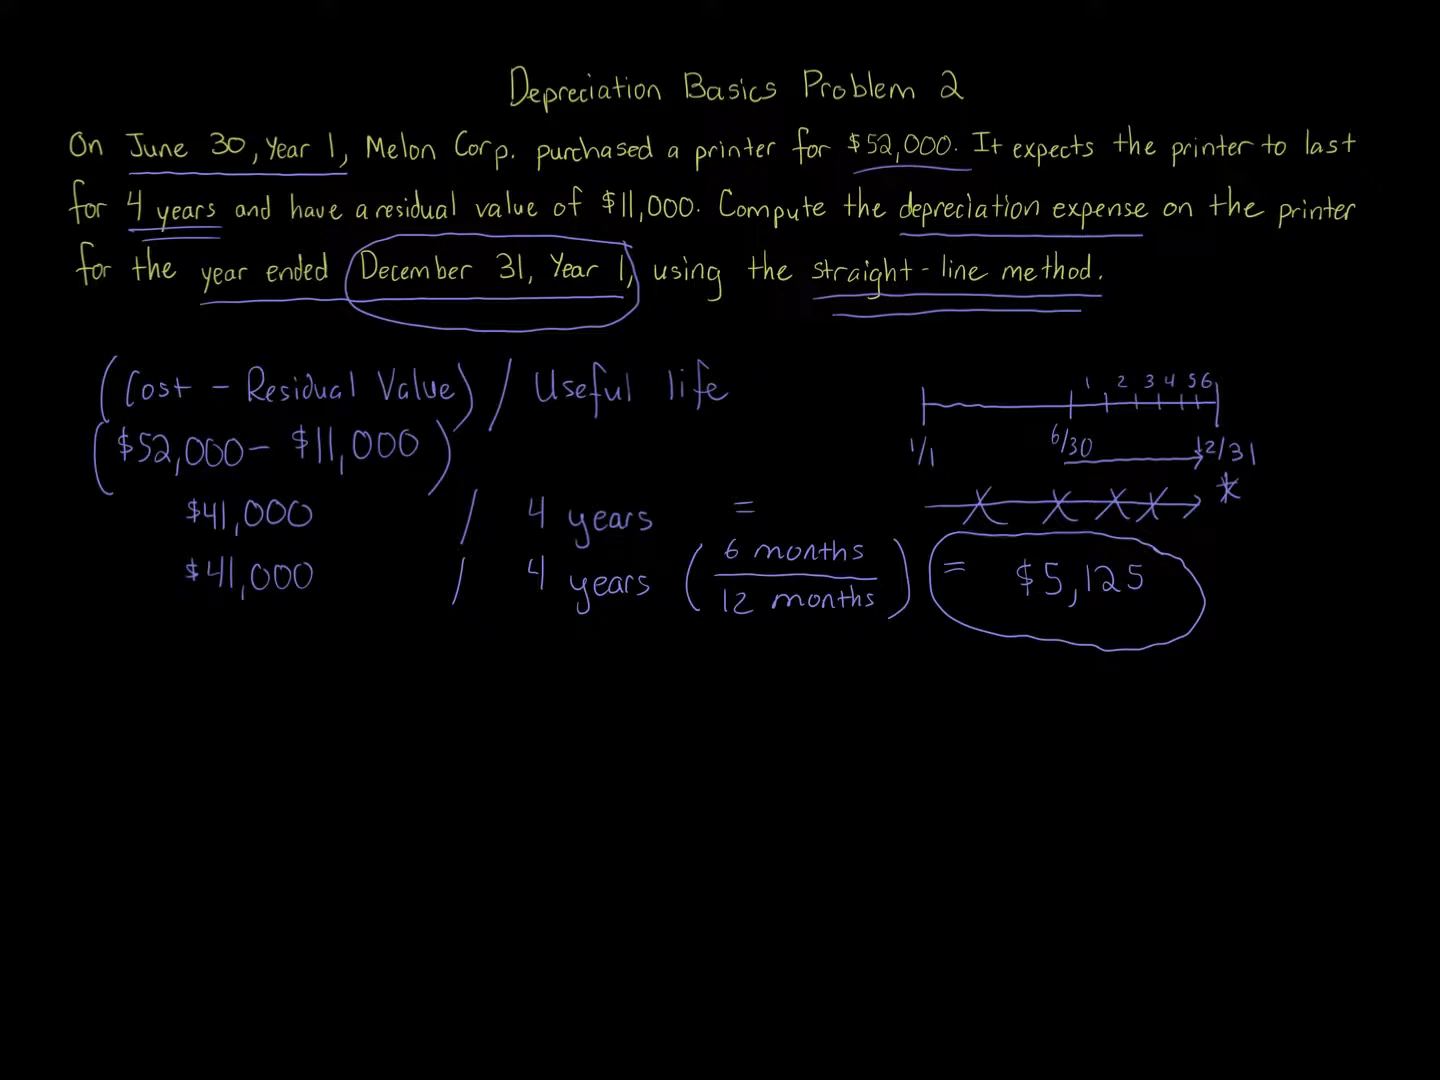 Depreciation Basics Problem 2
On June 30, Year 1, Melon Corp. purchased a printer for $52,000. It expects the printer to last
for 4 years and have a residual value of $11,000. Compute the depreciation expense on the printer
for the year ended December 31, Year 1, using the straight-line method.
(Cost - Residual Value) / Useful life
1 2 3 4 5 6
($52,000 - $11,000)
1/1 6/30 12/31
$41,000 / 4 years =
*
$41,000 / 4 years (6 months / 12 months) = $5,125